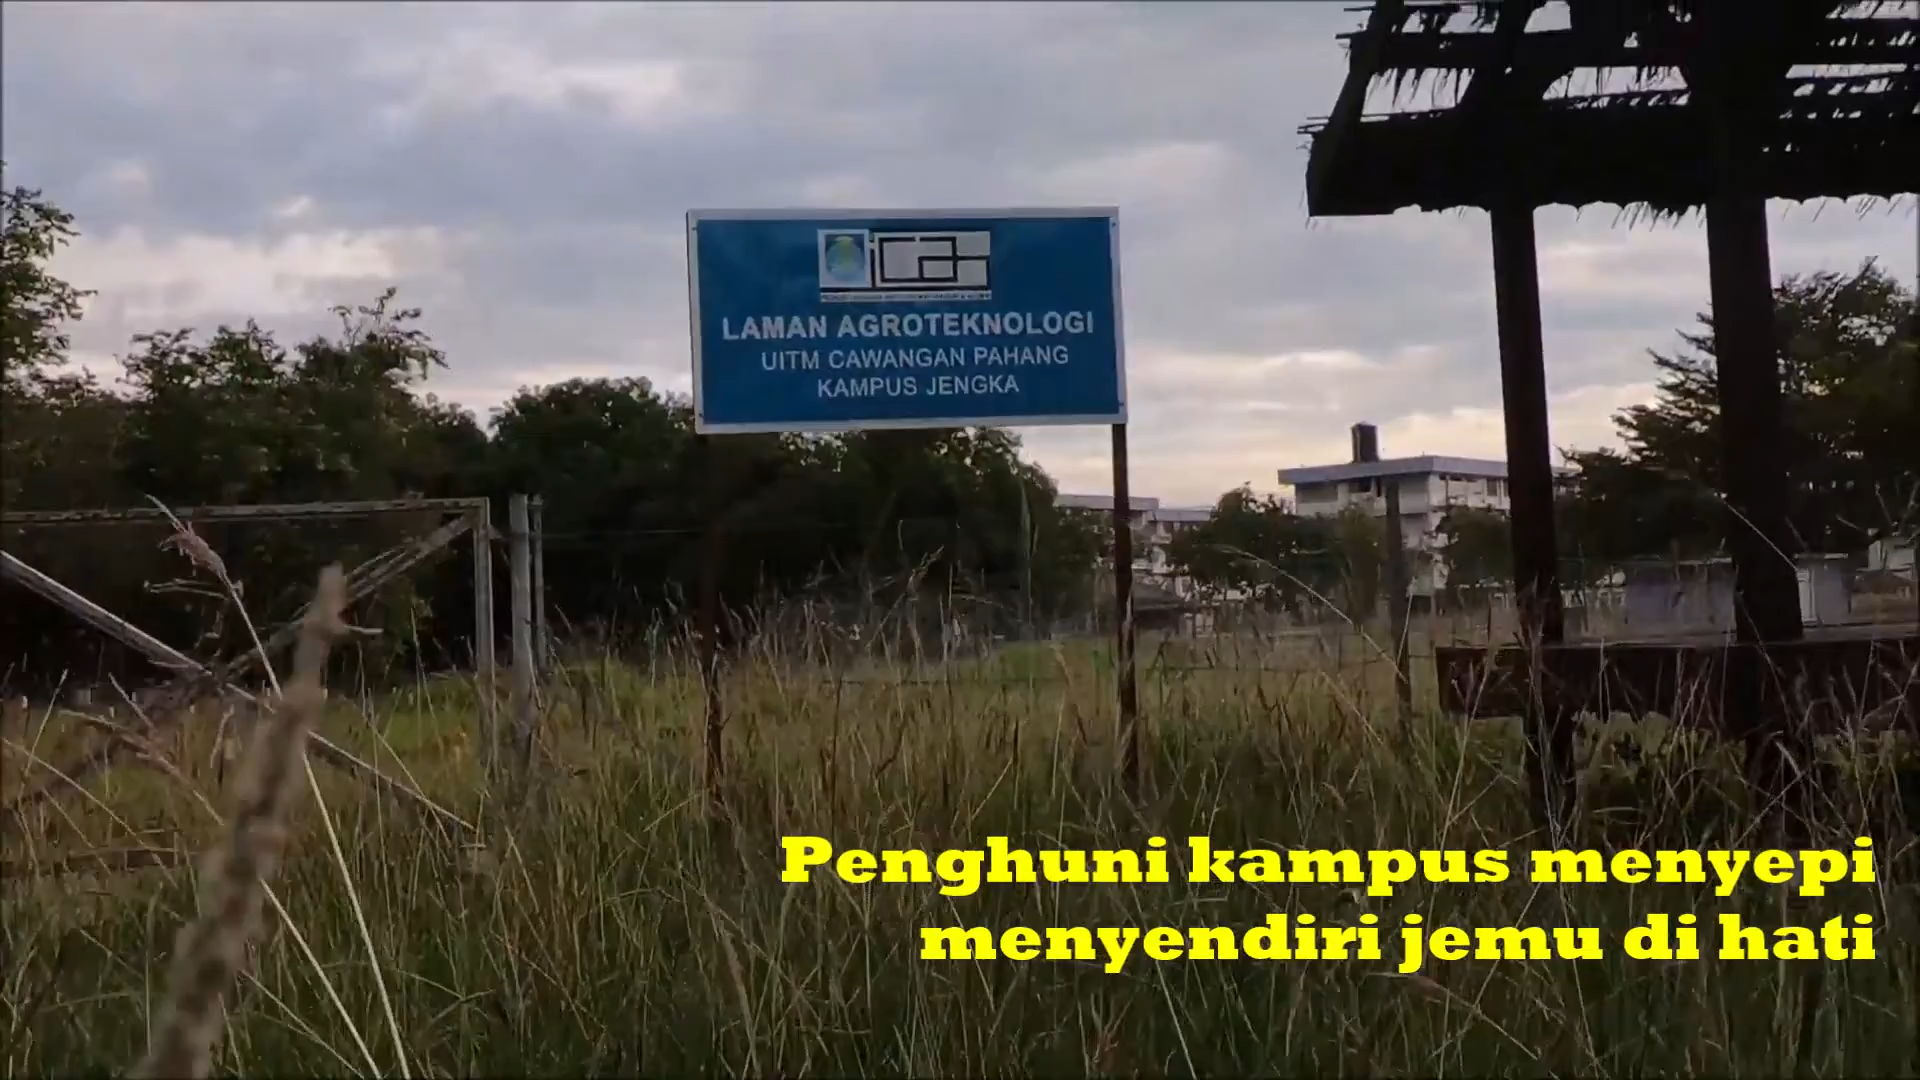 LAMAN AGROTEKNOLOGI
UITM CAWANGAN PAHANG
KAMPUS JENGKA
Penghuni kampus menyepi
menyendiri jemu di hati